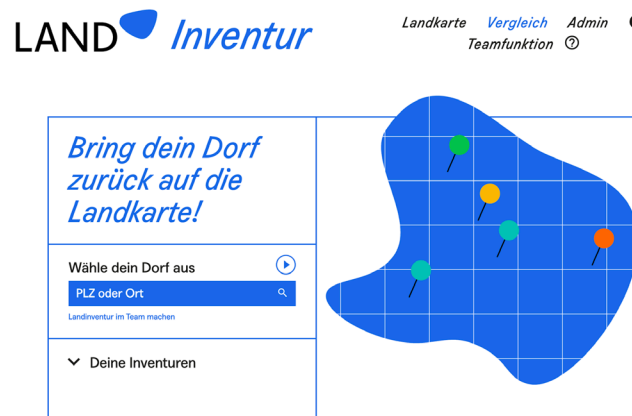 LAND Inventur
Landkarte Vergleich Admin
Teamfunktion ?
Bring dein Dorf
zurück auf die
Landkarte!
Wähle dein Dorf aus
PLZ oder Ort
Landinventur im Team machen
Deine Inventuren